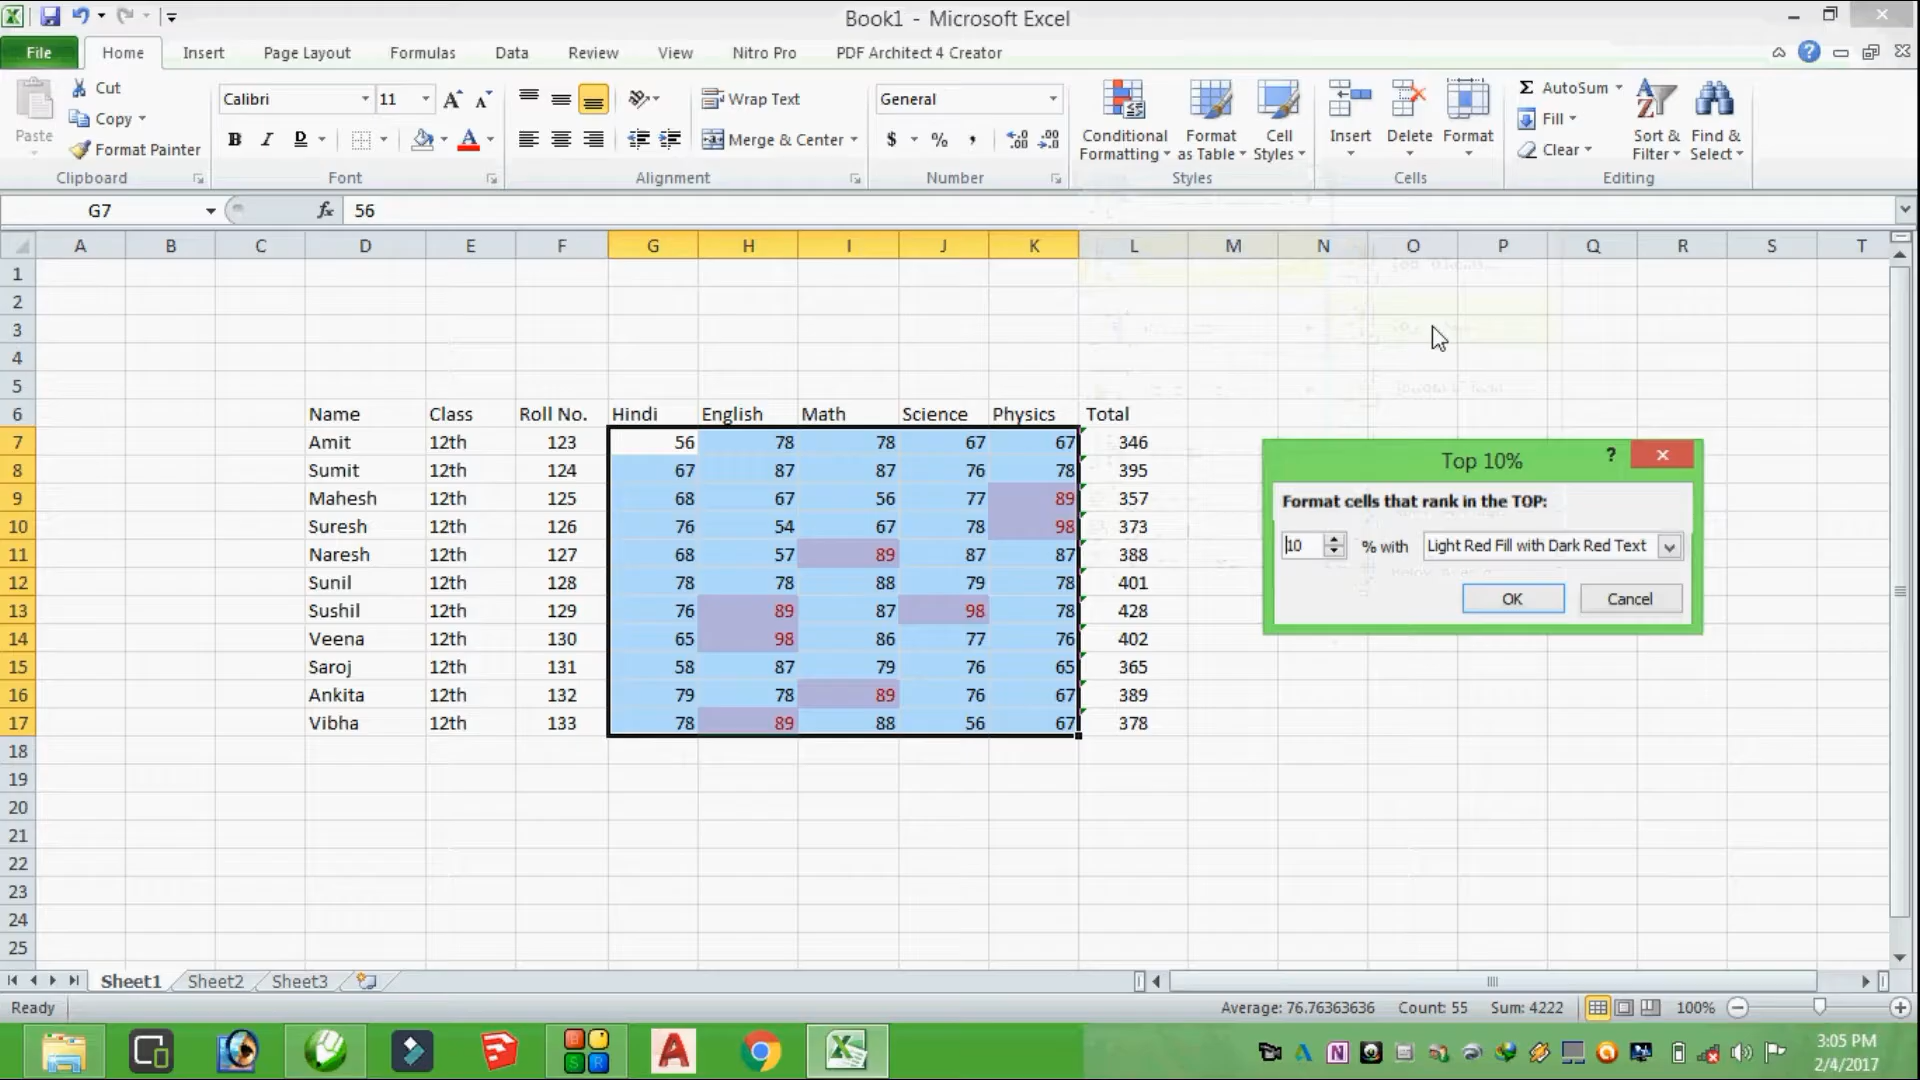 Book1 - Microsoft Excel
File Home Insert Page Layout Formulas Data Review View Nitro Pro PDF Architect 4 Creator
Paste Cut Copy Format Painter Clipboard
Calibri 11 Font
Wrap Text Merge & Center Alignment
General $ % , Number
Conditional Formatting Format as Table Cell Styles Styles
Insert Delete Format Cells
AutoSum Fill Clear Sort & Filter Find & Select Editing
G7 fx 56
A B C D E F G H I J K L M N O P Q R S T
1
2
3
4
5
6 Name Class Roll No. Hindi English Math Science Physics Total
7 Amit 12th 123 56 78 78 67 67 346
8 Sumit 12th 124 67 87 87 76 78 395
9 Mahesh 12th 125 68 67 56 77 89 357
10 Suresh 12th 126 76 54 67 78 98 373
11 Naresh 12th 127 68 57 89 87 87 388
12 Sunil 12th 128 78 78 88 79 78 401
13 Sushil 12th 129 76 89 87 98 78 428
14 Veena 12th 130 65 98 86 77 76 402
15 Saroj 12th 131 58 87 79 76 65 365
16 Ankita 12th 132 79 78 89 76 67 389
17 Vibha 12th 133 78 89 88 56 67 378
18
19
20
21
22
23
24
25
Top 10%
Format cells that rank in the TOP:
10 % with Light Red Fill with Dark Red Text
OK Cancel
Sheet1 Sheet2 Sheet3
Ready Average: 76.76363636 Count: 55 Sum: 4222 100%
3:05 PM
2/4/2017